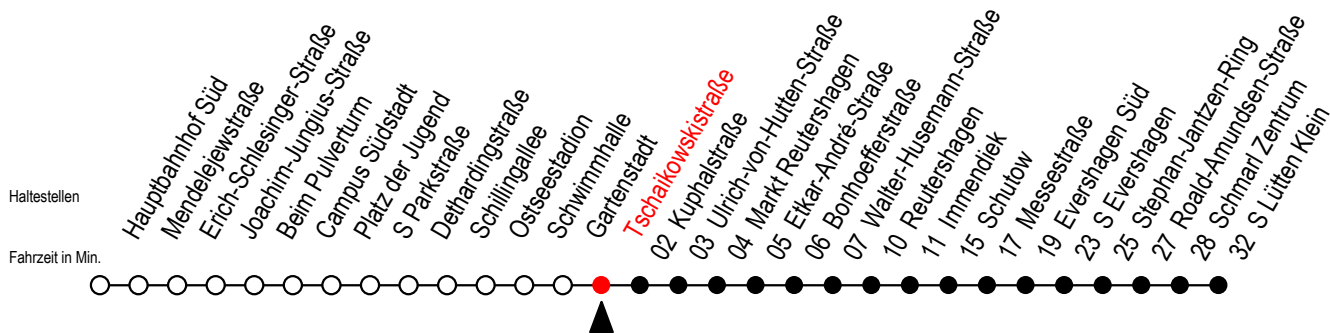 Haltestellen
Hauptbahnhof Süd
Mendelejewstraße
Erich-Schlesinger-Straße
Joachim-Jungius-Straße
Beim Pulverturm
Campus Südstadt
Platz der Jugend
S Parkstraße
Dethardingstraße
Schillingallee
Ostseestadion
Schwimmhalle
Gartenstadt
Tschaikowskistraße
02 Kuphalstraße
03 Ulrich-von-Hutten-Straße
04 Markt Reutershagen
05 Etkar-André-Straße
06 Bonhoefferstraße
07 Walter-Husemann-Straße
10 Reutershagen
11 Immendiek
15 Schutow
17 Messestraße
19 Evershagen Süd
23 S Evershagen
25 Stephan-Jantzen-Ring
27 Roald-Amundsen-Straße
28 Schmarl Zentrum
32 S Lütten Klein
Fahrzeit in Min.